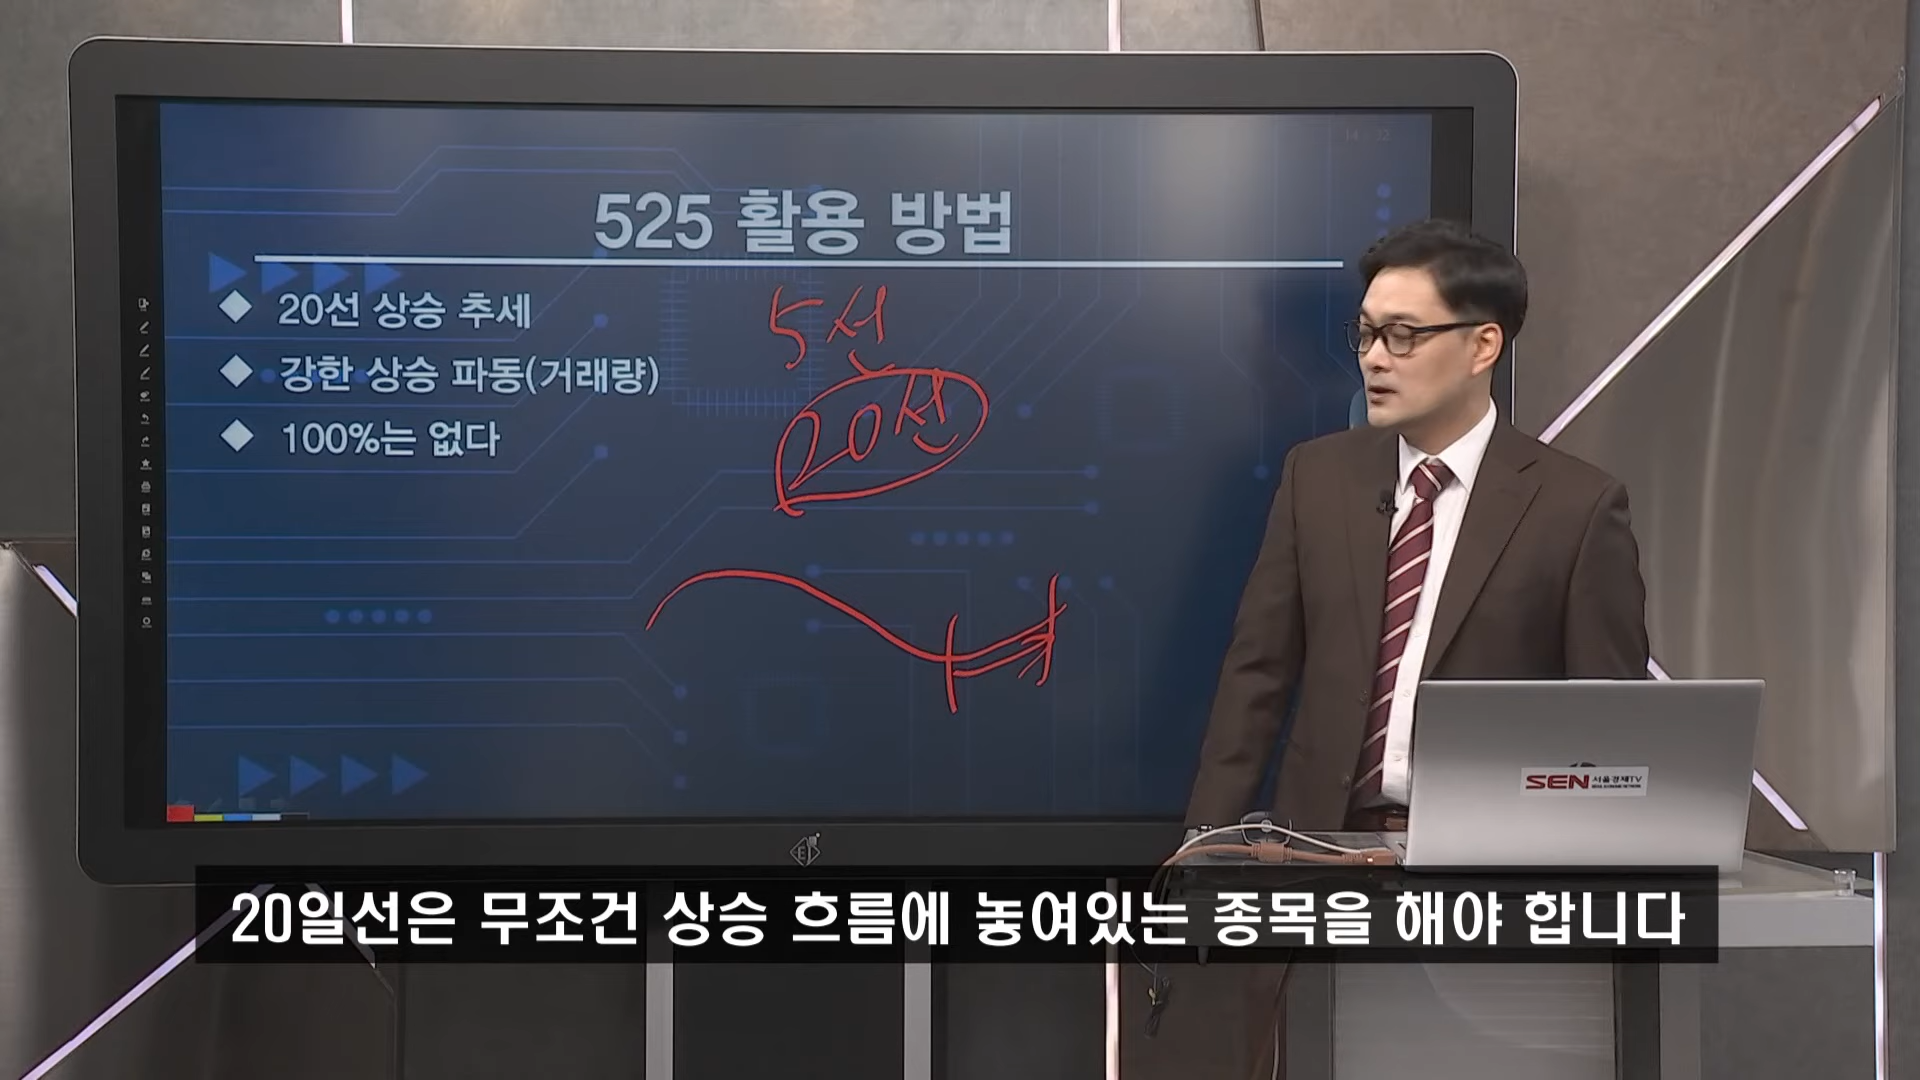 525 활용 방법
20선 상승 추세
강한 상승 파동(거래량)
100%는 없다
5선
20선
SEN 서울경제TV
20일선은 무조건 상승 흐름에 놓여있는 종목을 해야 합니다